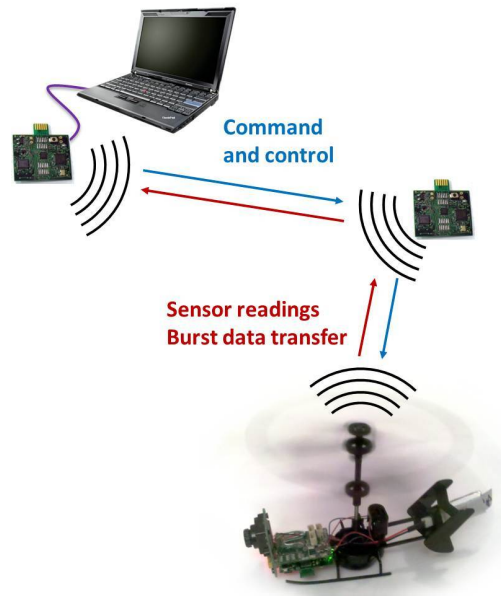 Command
and control
Sensor readings
Burst data transfer